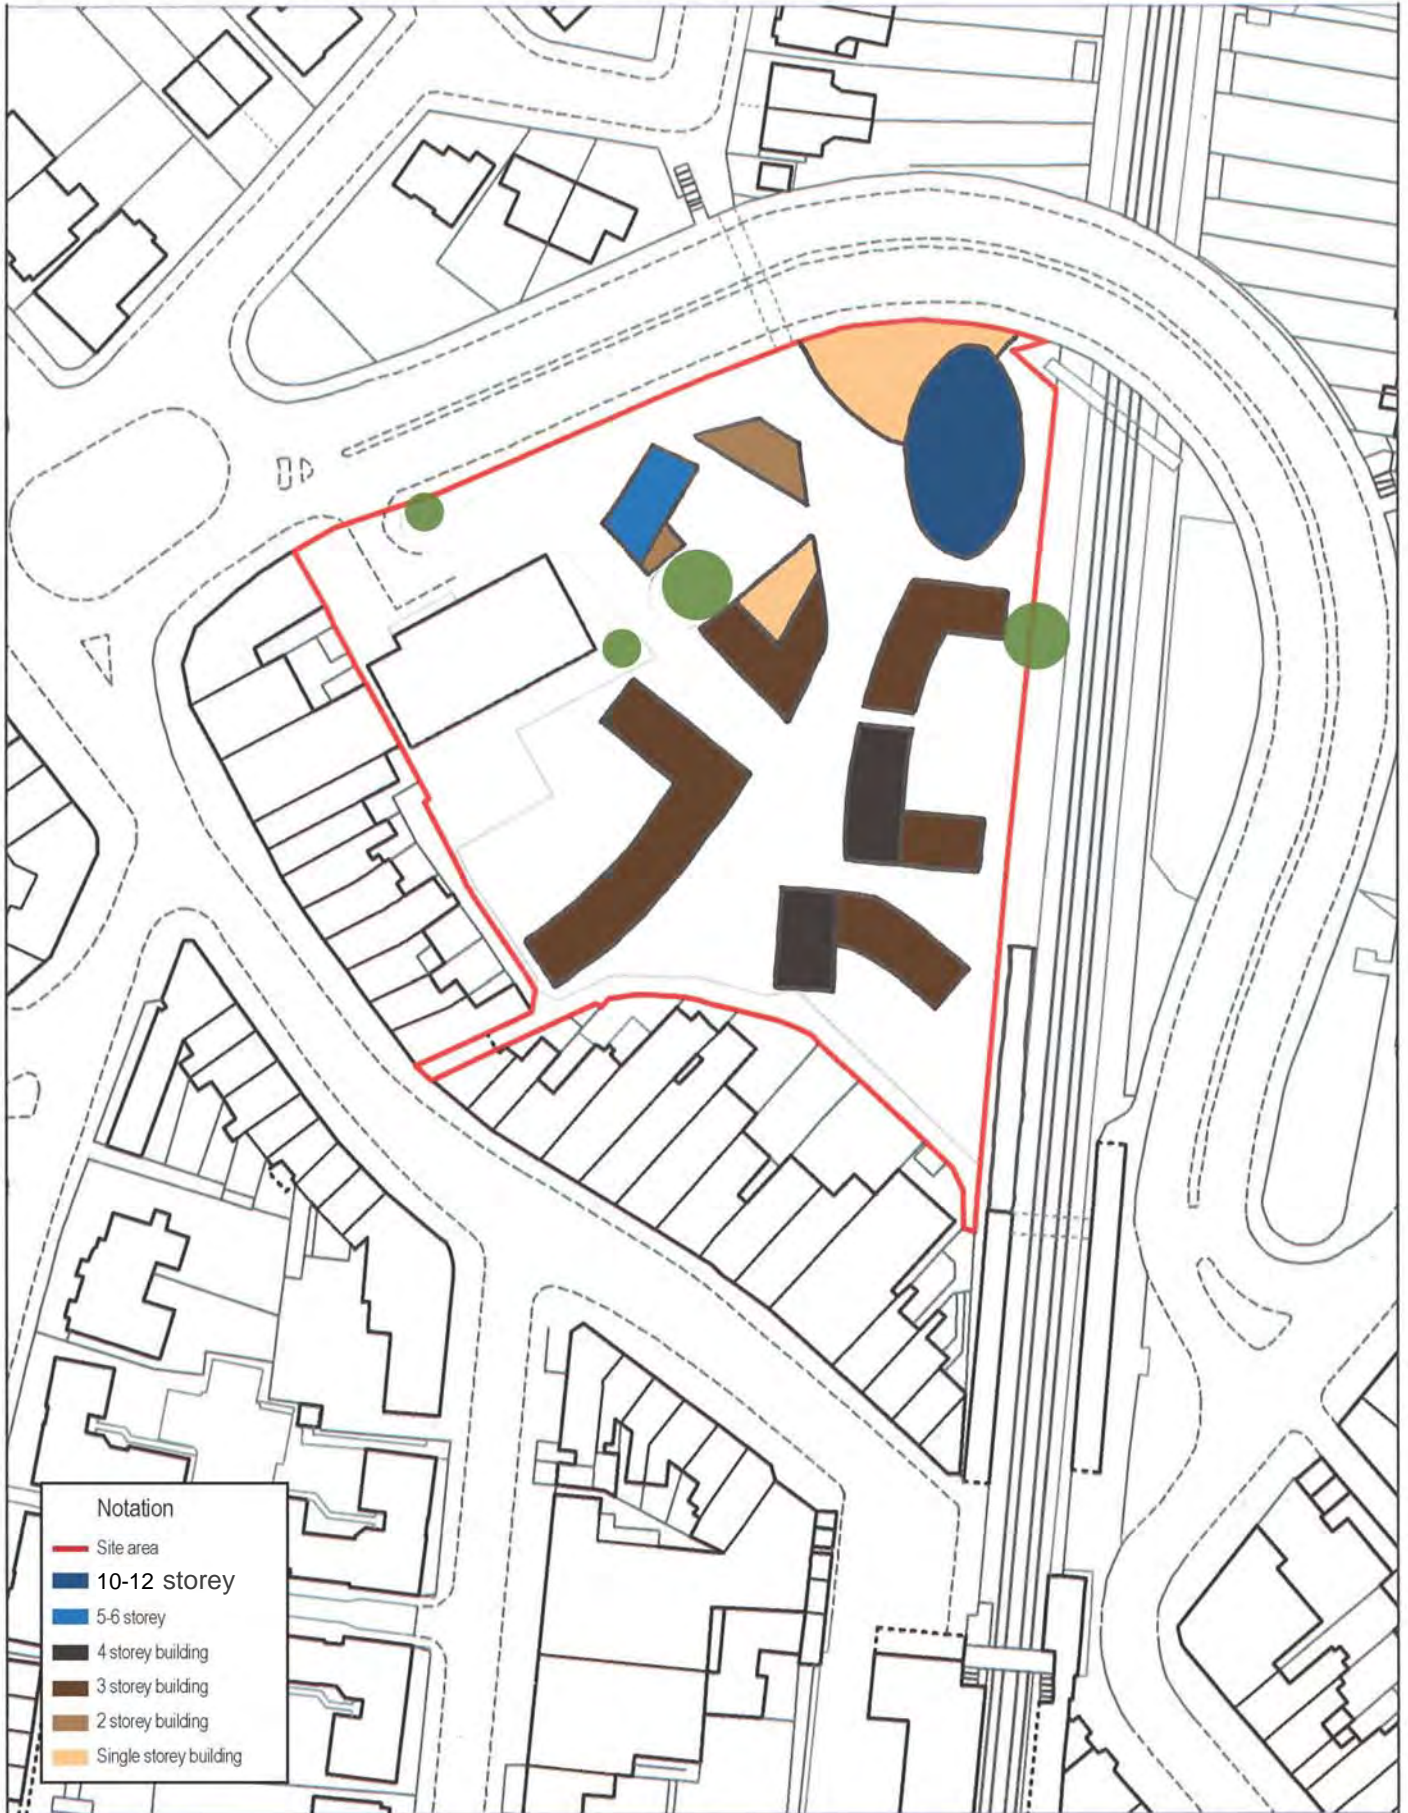 Notation
Site area
10-12 storey
5-6 storey
4 storey building
3 storey building
2 storey building
Single storey building